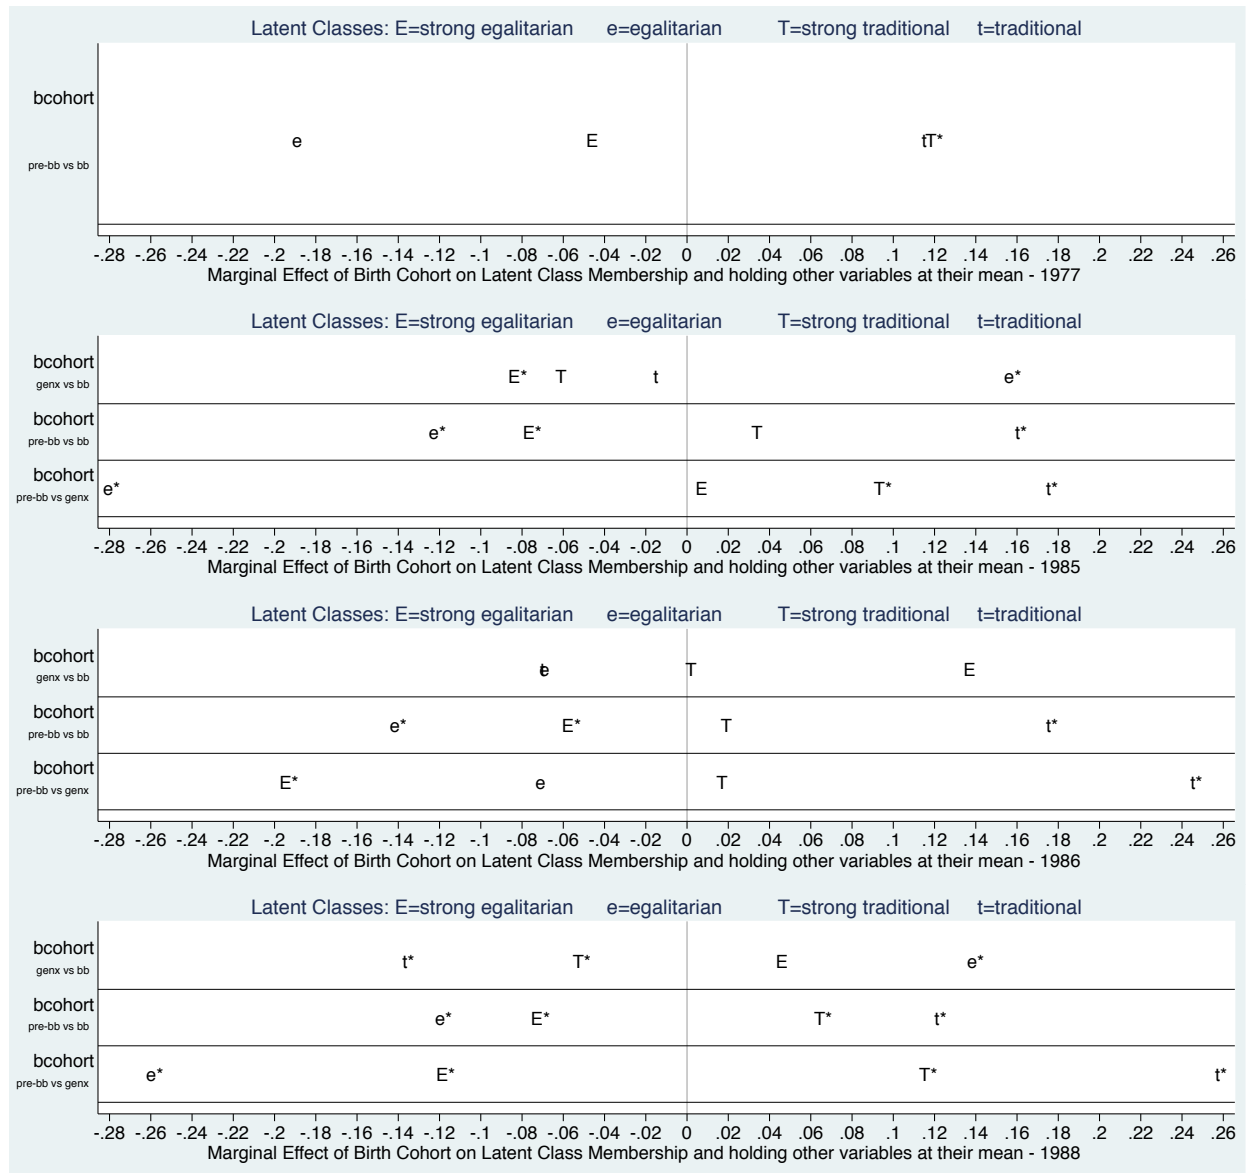 Latent Classes: E=strong egalitarian e=egalitarian T=strong traditional t=traditional
bcohort
e E tT*
pre-bb vs bb
-.28 -.26 -.24 -.22 -.2 -.18 -.16 -.14 -.12 -.1 -.08 -.06 -.04 -.02 0 .02 .04 .06 .08 .1 .12 .14 .16 .18 .2 .22 .24 .26
Marginal Effect of Birth Cohort on Latent Class Membership and holding other variables at their mean - 1977
Latent Classes: E=strong egalitarian e=egalitarian T=strong traditional t=traditional
bcohort
genx vs bb
E* T t e*
bcohort
pre-bb vs bb
e* E* T t*
bcohort
pre-bb vs genx
e* E T* t*
-.28 -.26 -.24 -.22 -.2 -.18 -.16 -.14 -.12 -.1 -.08 -.06 -.04 -.02 0 .02 .04 .06 .08 .1 .12 .14 .16 .18 .2 .22 .24 .26
Marginal Effect of Birth Cohort on Latent Class Membership and holding other variables at their mean - 1985
Latent Classes: E=strong egalitarian e=egalitarian T=strong traditional t=traditional
bcohort
genx vs bb
te T E
bcohort
pre-bb vs bb
e* E* T t*
bcohort
pre-bb vs genx
E* e T t*
-.28 -.26 -.24 -.22 -.2 -.18 -.16 -.14 -.12 -.1 -.08 -.06 -.04 -.02 0 .02 .04 .06 .08 .1 .12 .14 .16 .18 .2 .22 .24 .26
Marginal Effect of Birth Cohort on Latent Class Membership and holding other variables at their mean - 1986
Latent Classes: E=strong egalitarian e=egalitarian T=strong traditional t=traditional
bcohort
genx vs bb
t* T* E e*
bcohort
pre-bb vs bb
e* E* T* t*
bcohort
pre-bb vs genx
e* E* T* t*
-.28 -.26 -.24 -.22 -.2 -.18 -.16 -.14 -.12 -.1 -.08 -.06 -.04 -.02 0 .02 .04 .06 .08 .1 .12 .14 .16 .18 .2 .22 .24 .26
Marginal Effect of Birth Cohort on Latent Class Membership and holding other variables at their mean - 1988